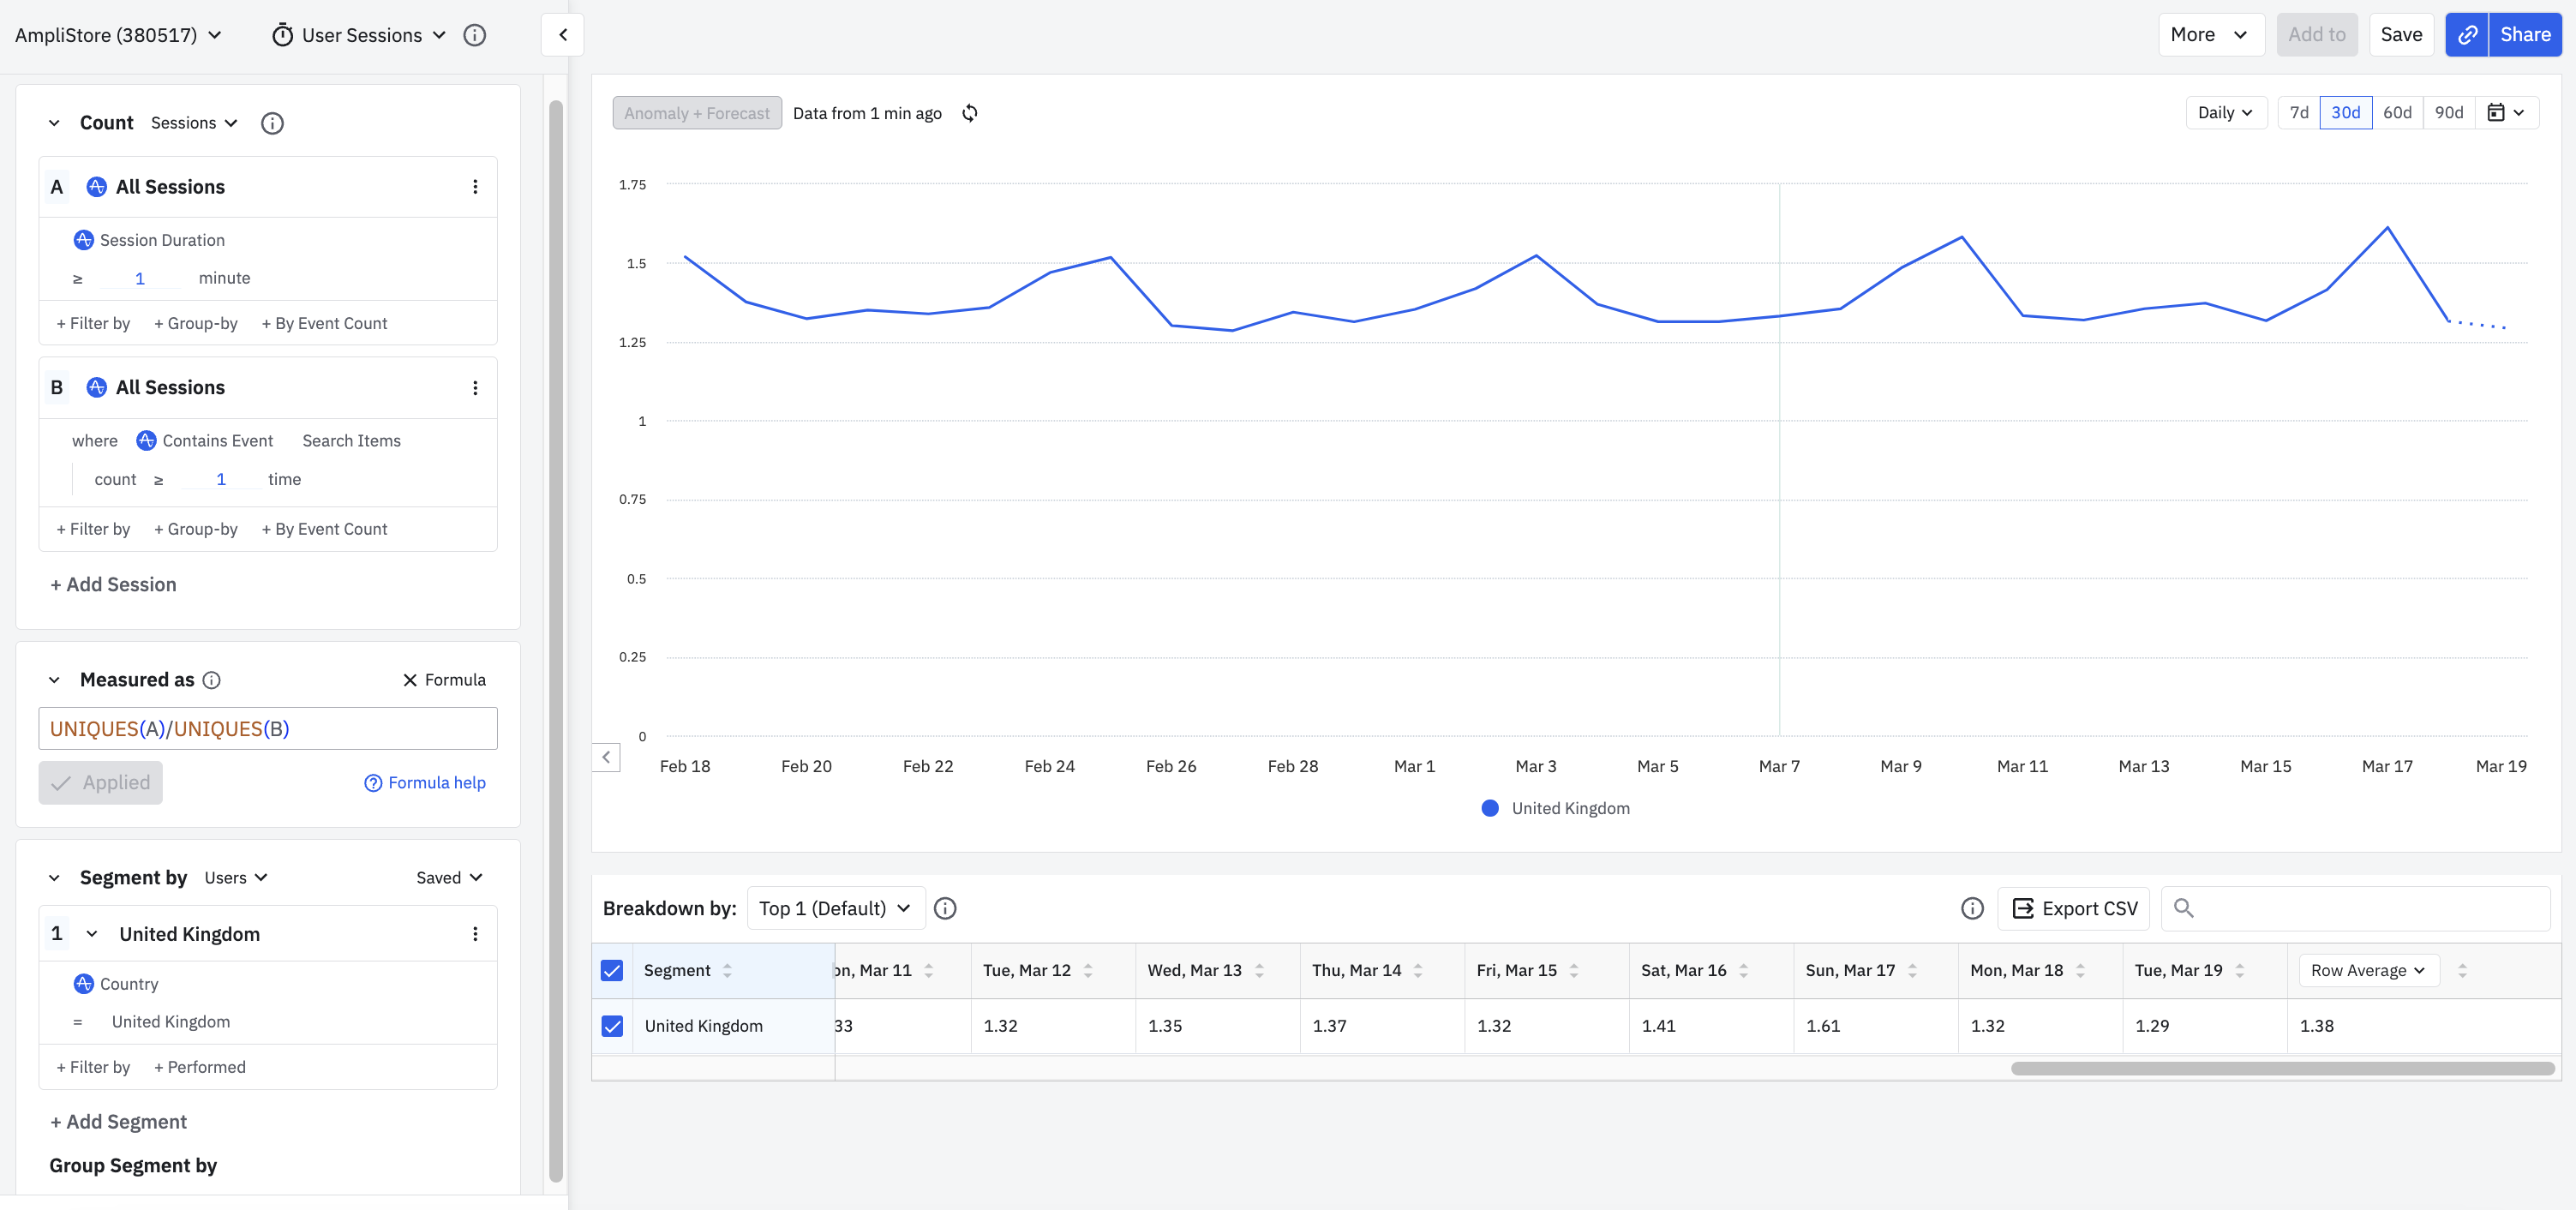 AmpliStore (380517)
User Sessions
More
Add to
Save
Share
Count Sessions
A All Sessions
Session Duration
≥ 1 minute
+ Filter by + Group-by + By Event Count
B All Sessions
where Contains Event Search Items
count ≥ 1 time
+ Filter by + Group-by + By Event Count
+ Add Session
Measured as
Formula
UNIQUES(A)/UNIQUES(B)
Applied
Formula help
Segment by Users
Saved
1 United Kingdom
Country
= United Kingdom
+ Filter by + Performed
+ Add Segment
Group Segment by
Anomaly + Forecast Data from 1 min ago
Daily 7d 30d 60d 90d
1.75
1.5
1.25
1
0.75
0.5
0.25
0
Feb 18 Feb 20 Feb 22 Feb 24 Feb 26 Feb 28 Mar 1 Mar 3 Mar 5 Mar 7 Mar 9 Mar 11 Mar 13 Mar 15 Mar 17 Mar 19
United Kingdom
Breakdown by: Top 1 (Default)
Export CSV
Segment on, Mar 11 Tue, Mar 12 Wed, Mar 13 Thu, Mar 14 Fri, Mar 15 Sat, Mar 16 Sun, Mar 17 Mon, Mar 18 Tue, Mar 19 Row Average
United Kingdom 33 1.32 1.35 1.37 1.32 1.41 1.61 1.32 1.29 1.38